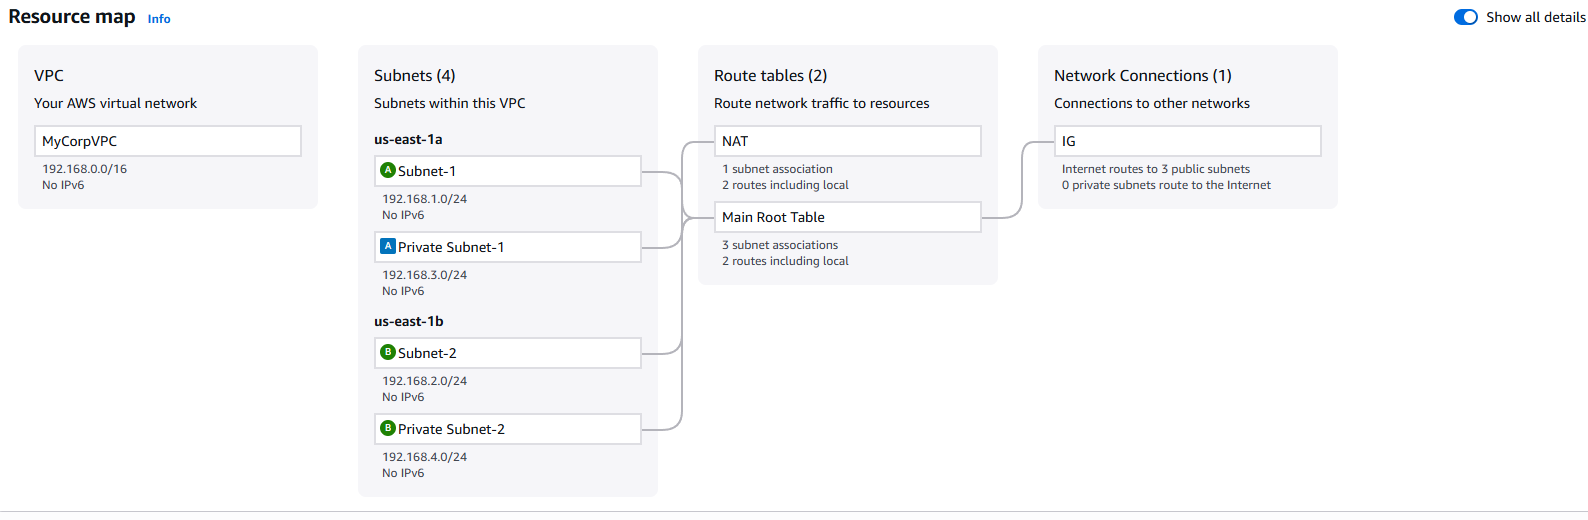 Resource map Info
Show all details
VPC
Your AWS virtual network
MyCorpVPC
192.168.0.0/16
No IPv6
Subnets (4)
Subnets within this VPC
us-east-1a
A Subnet-1
192.168.1.0/24
No IPv6
A Private Subnet-1
192.168.3.0/24
No IPv6
us-east-1b
B Subnet-2
192.168.2.0/24
No IPv6
B Private Subnet-2
192.168.4.0/24
No IPv6
Route tables (2)
Route network traffic to resources
NAT
1 subnet association
2 routes including local
Main Root Table
3 subnet associations
2 routes including local
Network Connections (1)
Connections to other networks
IG
Internet routes to 3 public subnets
0 private subnets route to the Internet